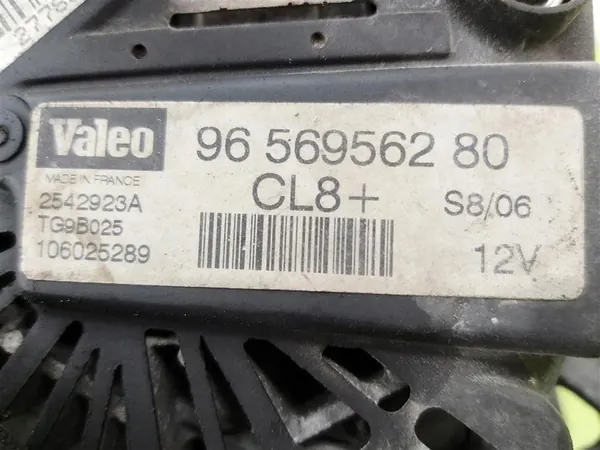 Valeo
96 569562 80
MADE IN FRANCE
CL8+
S8/06
2542923A
TG9B025
106025289
12V